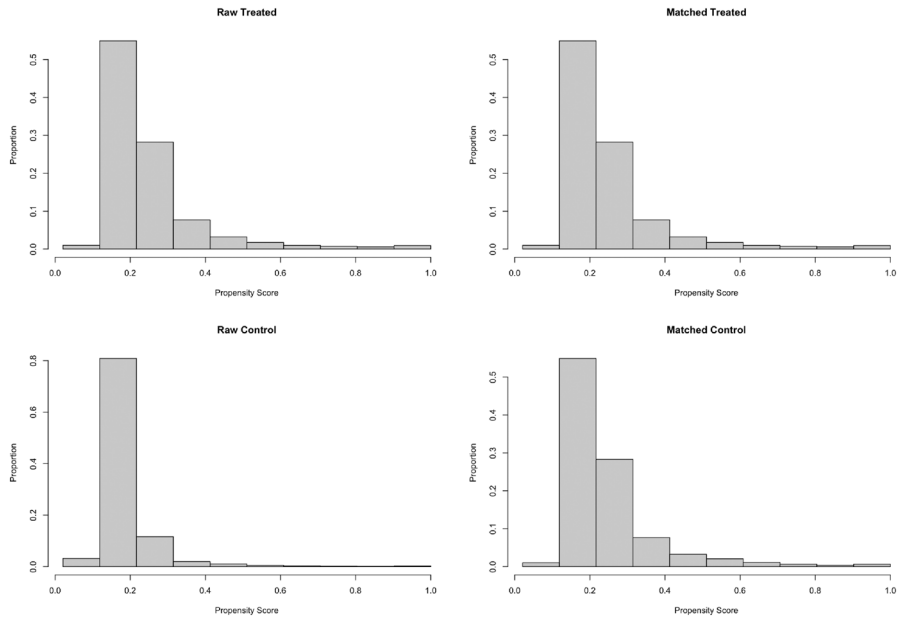 Raw Treated
Proportion
0.0 0.1 0.2 0.3 0.4 0.5
0.0 0.2 0.4 0.6 0.8 1.0
Propensity Score
Matched Treated
Proportion
0.0 0.1 0.2 0.3 0.4 0.5
0.0 0.2 0.4 0.6 0.8 1.0
Propensity Score
Raw Control
Proportion
0.0 0.2 0.4 0.6 0.8
0.0 0.2 0.4 0.6 0.8 1.0
Propensity Score
Matched Control
Proportion
0.0 0.1 0.2 0.3 0.4 0.5
0.0 0.2 0.4 0.6 0.8 1.0
Propensity Score